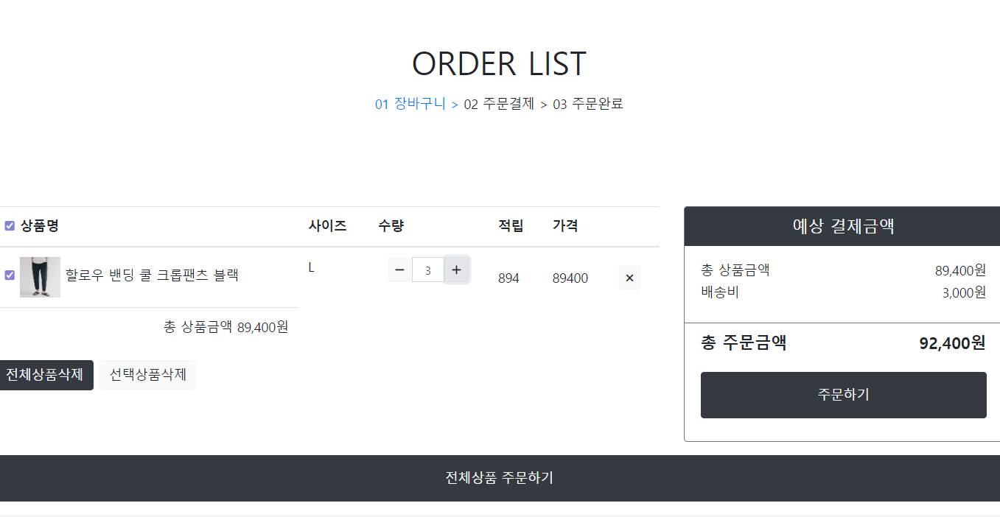 ORDER LIST
01 장바구니 > 02 주문결제 > 03 주문완료
상품명 사이즈 수량 적립 가격
할로우 밴딩 쿨 크롭팬츠 블랙 L − 3 + 894 89400 ×
총 상품금액 89,400원
전체상품삭제 선택상품삭제
예상 결제금액
총 상품금액 89,400원
배송비 3,000원
총 주문금액 92,400원
주문하기
전체상품 주문하기